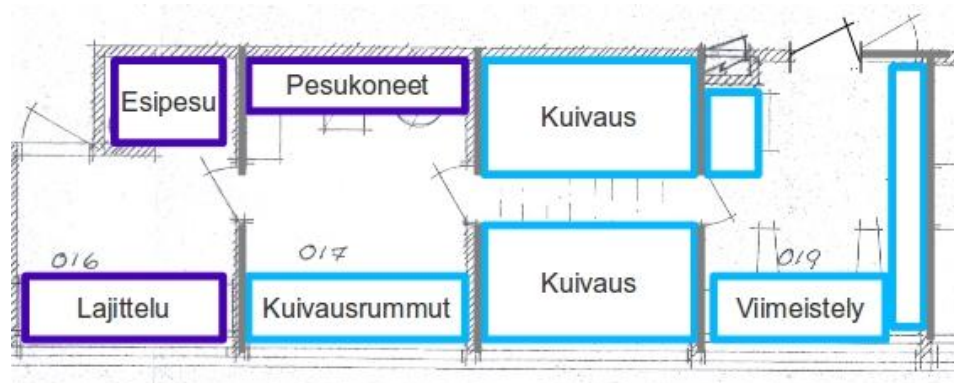 Esipesu
Pesukoneet
Kuivaus
016
017
019
Lajittelu
Kuivausrummut
Kuivaus
Viimeistely